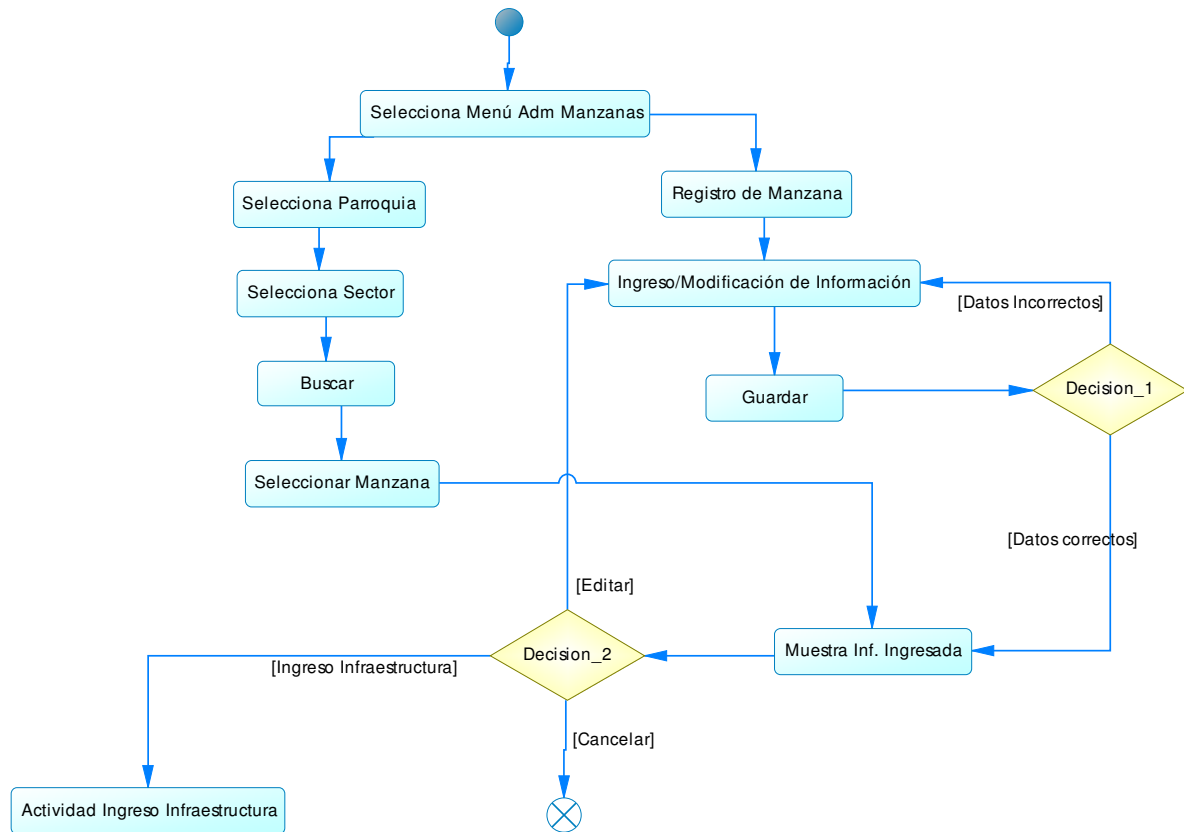 Selecciona Menú Adm Manzanas
Selecciona Parroquia
Registro de Manzana
Selecciona Sector
Ingreso/Modificación de Información
[Datos Incorrectos]
Buscar
Guardar
Decision_1
Seleccionar Manzana
[Datos correctos]
[Editar]
Muestra Inf. Ingresada
Decision_2
[Ingreso Infraestructura]
[Cancelar]
Actividad Ingreso Infraestructura